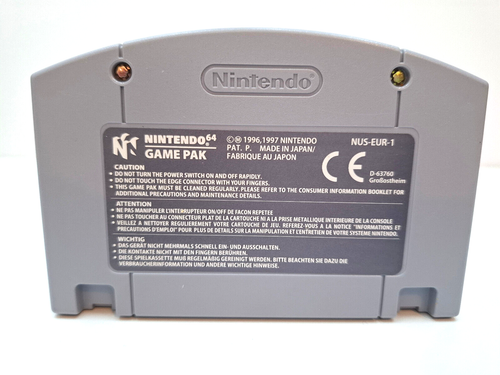 Nintendo
NINTENDO64
GAME PAK
©Ⓜ 1996,1997 NINTENDO
PAT. P. MADE IN JAPAN/
FABRIQUE AU JAPON
NUS-EUR-1
CE
D-63760
Großostheim
CAUTION
• DO NOT TURN THE POWER SWITCH ON AND OFF RAPIDLY.
• DO NOT TOUCH THE EDGE CONNECTOR WITH YOUR FINGERS.
• THIS GAME PAK MUST BE CLEANED REGULARLY. PLEASE REFER TO THE CONSUMER INFORMATION BOOKLET FOR
ADDITIONAL PRECAUTIONS AND MAINTENANCE DETAILS.
ATTENTION
• NE PAS MANIPULER L'INTERRUPTEUR ON/OFF DE FACON REPETEE
• NE PAS TOUCHER AU CONNECTEUR PLAT DE LA CARTOUCHE NI A LA PRISE METALLIQUE INTERIEURE DE LA CONSOLE
• VEUILLEZ A NETTOYER REGULIEREMENT VOTRE CARTOUCHE DE JEU. REFEREZ-VOUS A LA NOTICE "INFORMATIONS ET
PRECAUTIONS D'EMPLOI" POUR PLUS DE DETAILS SUR LA MANIPULATION ET L'ENTRETIEN DE VOTRE SYSTEME NINTENDO.
WICHTIG
• DAS GERÄT NICHT MEHRMALS SCHNELL EIN- UND AUSSCHALTEN.
• DIE KONTAKTE NICHT MIT DEN FINGERN BERÜHREN.
• DIESE SPIELKASSETTE MUß REGELMÄßIG GEREINIGT WERDEN. BITTE BEACHTEN SIE DAZU DIE
VERBRAUCHERINFORMATION UND ANDERE WICHTIGE HINWEISE.